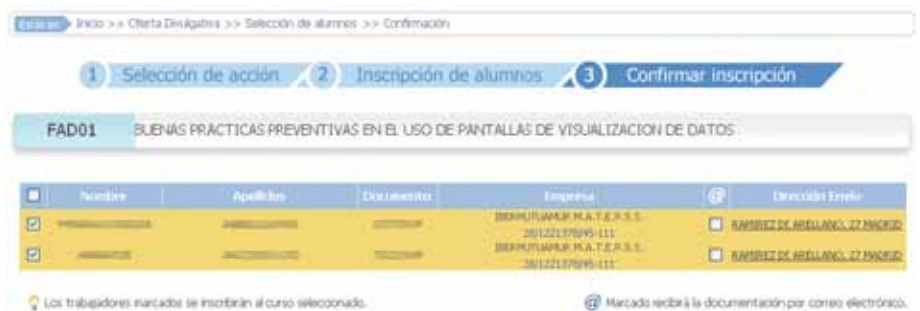 Estás en: Inicio >> Oferta Divulgativa >> Selección de alumnos >> Confirmación
1 Selección de acción 2 Inscripción de alumnos 3 Confirmar inscripción
FAD01 BUENAS PRACTICAS PREVENTIVAS EN EL USO DE PANTALLAS DE VISUALIZACION DE DATOS
Nombre Apellidos Documento Empresa @ Dirección Envío
IBERMUTUAMUR M.A.T.E.P.S.S.
RAMIREZ DE ARELLANO, 27 MADRID
IBERMUTUAMUR M.A.T.E.P.S.S.
RAMIREZ DE ARELLANO, 27 MADRID
Los trabajadores marcados se inscribirán al curso seleccionado. @ Marcado recibirá la documentación por correo electrónico.